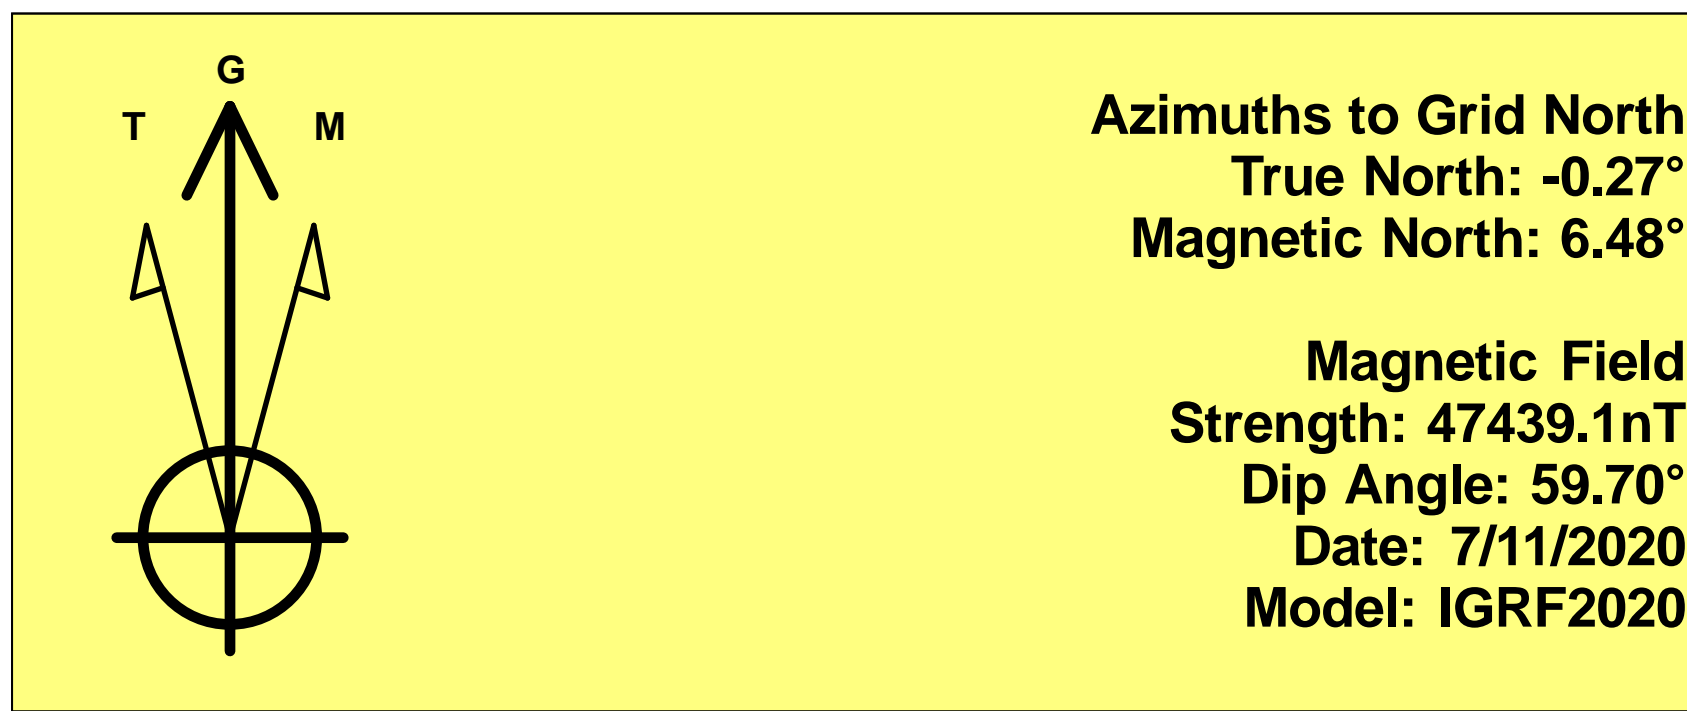 G
T M
Azimuths to Grid North
True North: -0.27°
Magnetic North: 6.48°
Magnetic Field
Strength: 47439.1nT
Dip Angle: 59.70°
Date: 7/11/2020
Model: IGRF2020